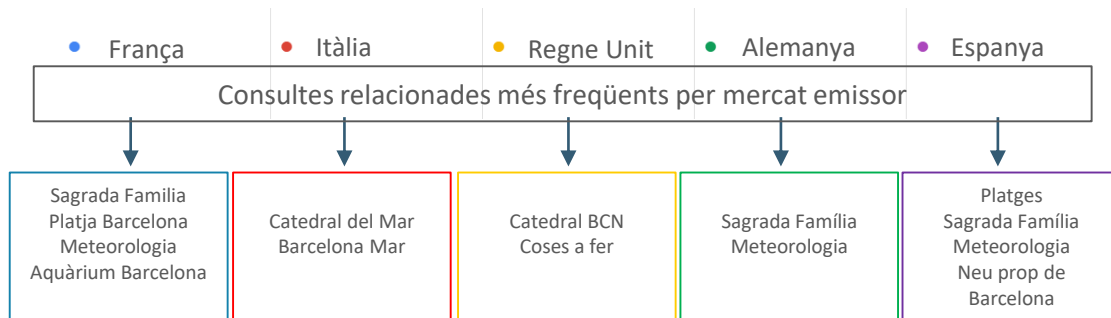 França
Itàlia
Regne Unit
Alemanya
Espanya
Consultes relacionades més freqüents per mercat emissor
Sagrada Familia
Platja Barcelona
Meteorologia
Aquàrium Barcelona
Catedral del Mar
Barcelona Mar
Catedral BCN
Coses a fer
Sagrada Família
Meteorologia
Platges
Sagrada Família
Meteorologia
Neu prop de
Barcelona